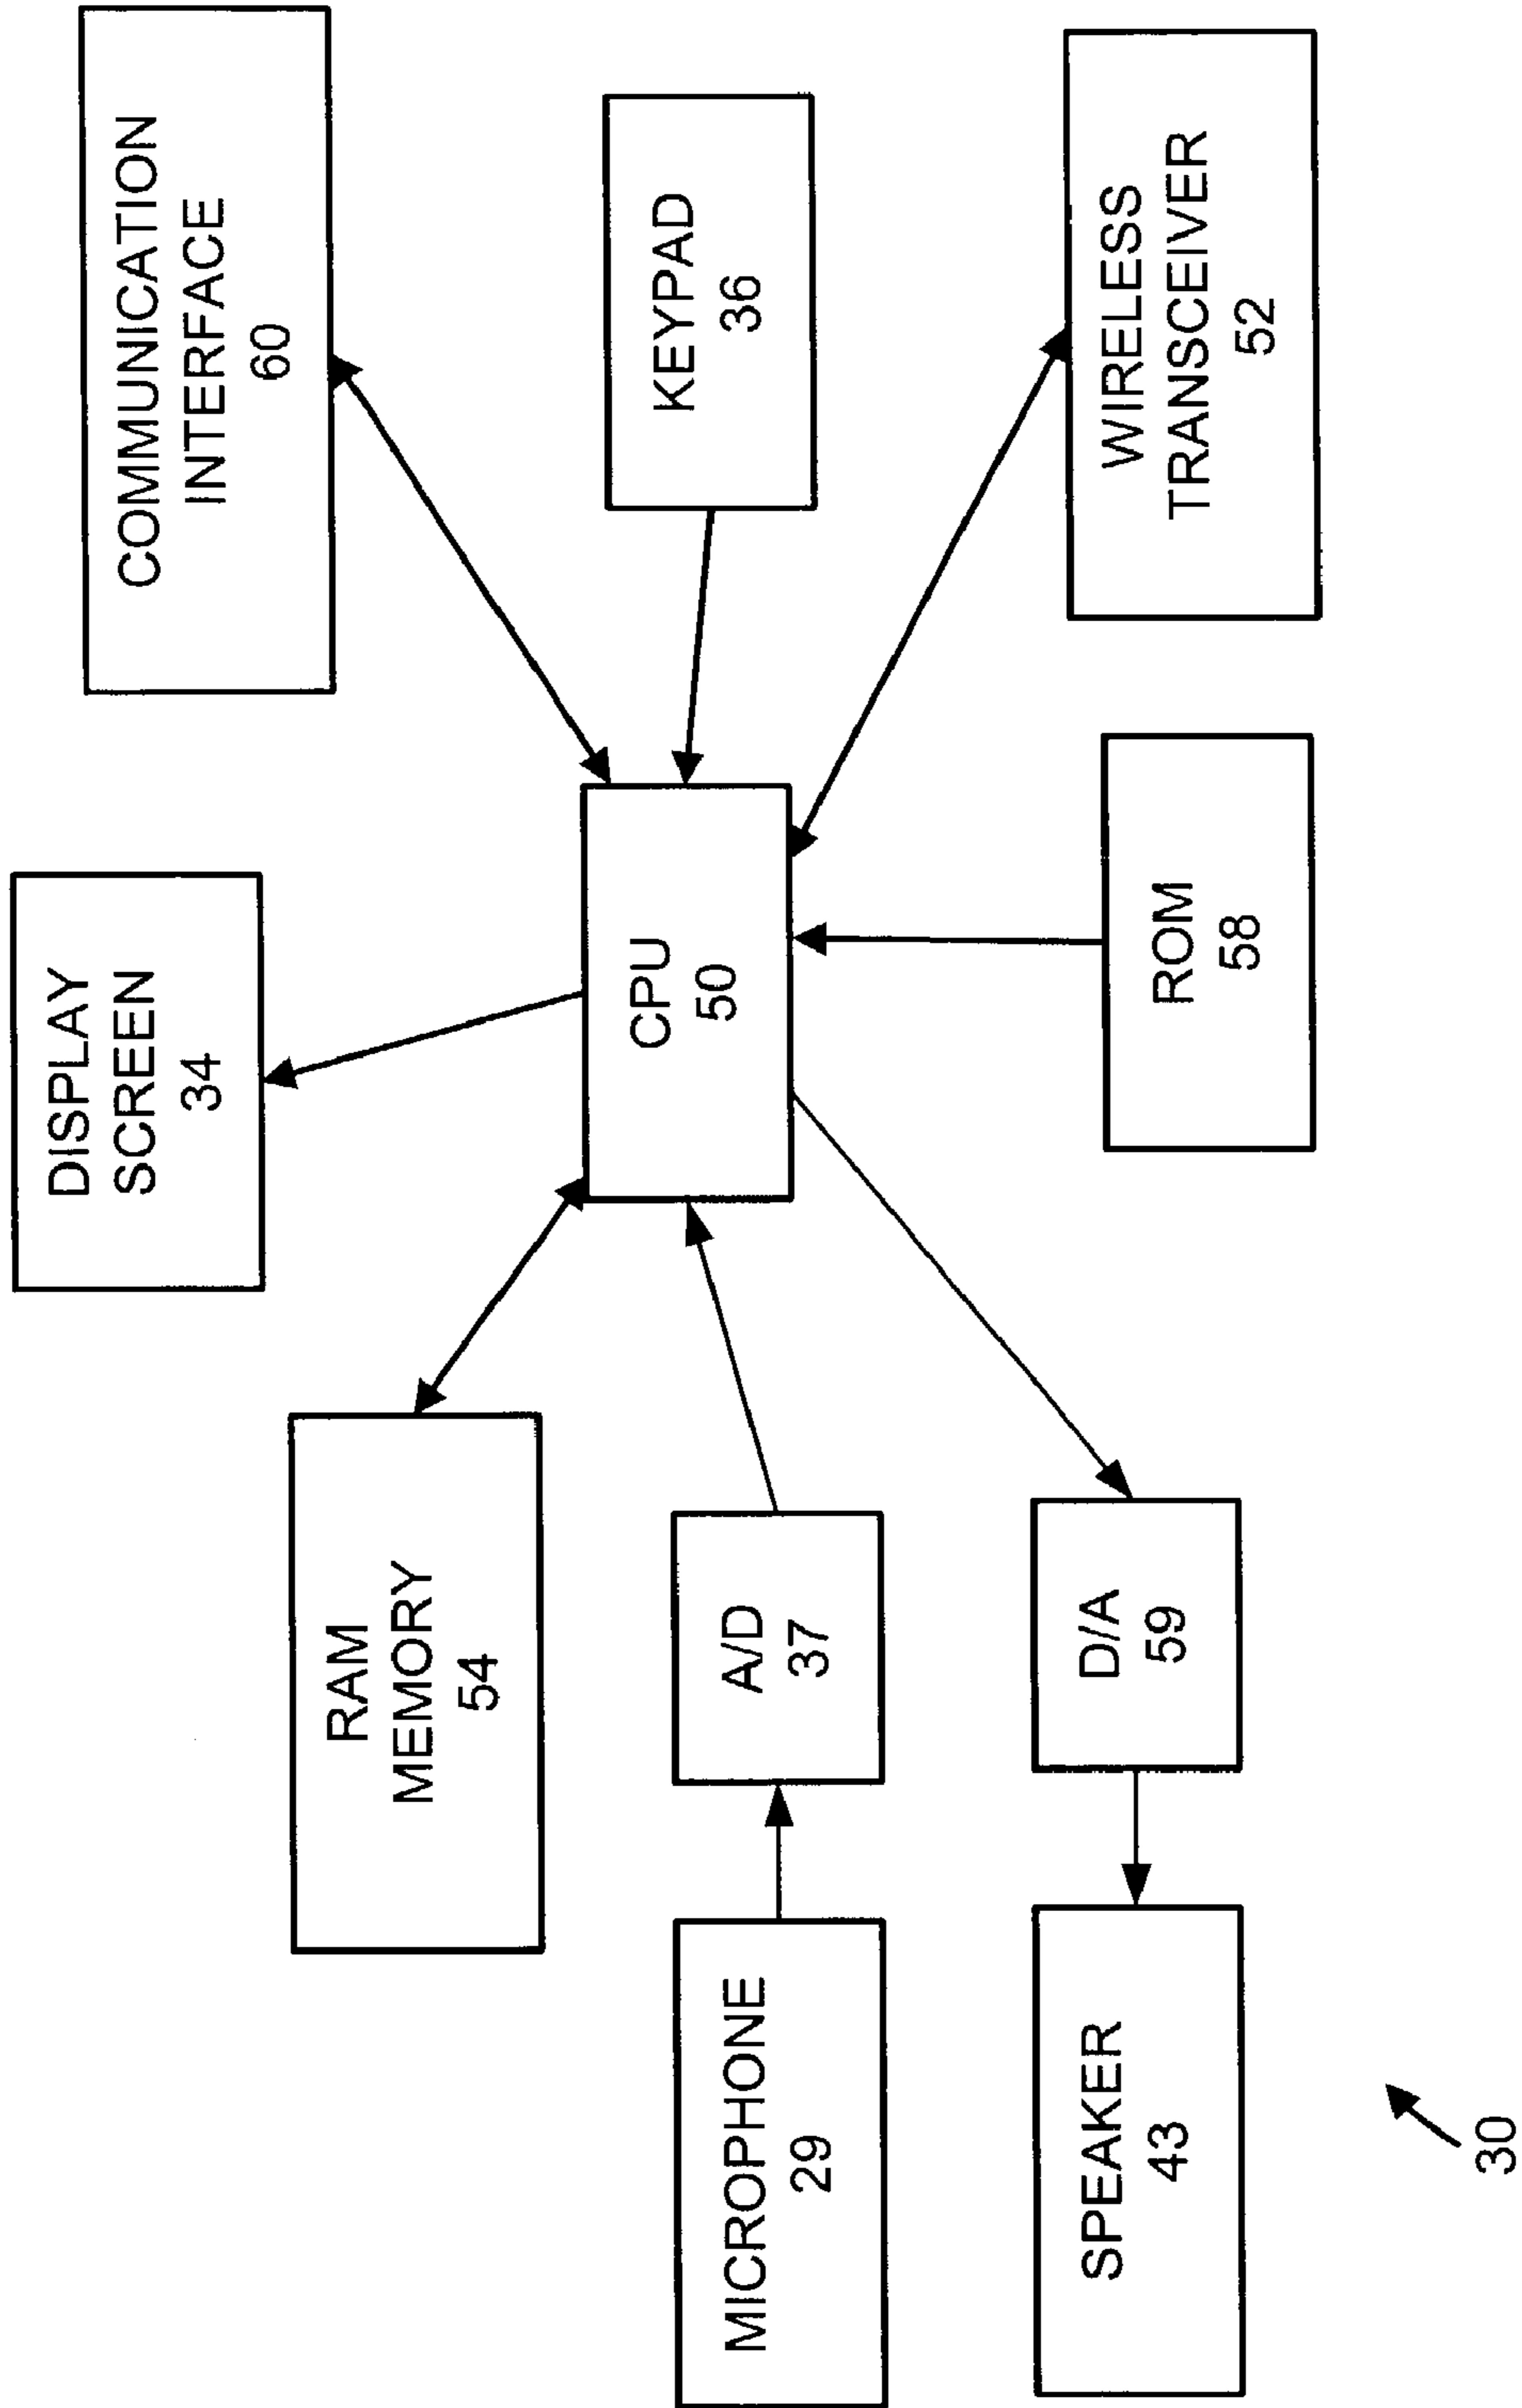 DISPLAY
SCREEN
34
COMMUNICATION
INTERFACE
60
RAM
MEMORY
54
CPU
50
KEYPAD
36
MICROPHONE
29
A/D
37
SPEAKER
43
D/A
59
ROM
58
WIRELESS
TRANSCEIVER
52
30